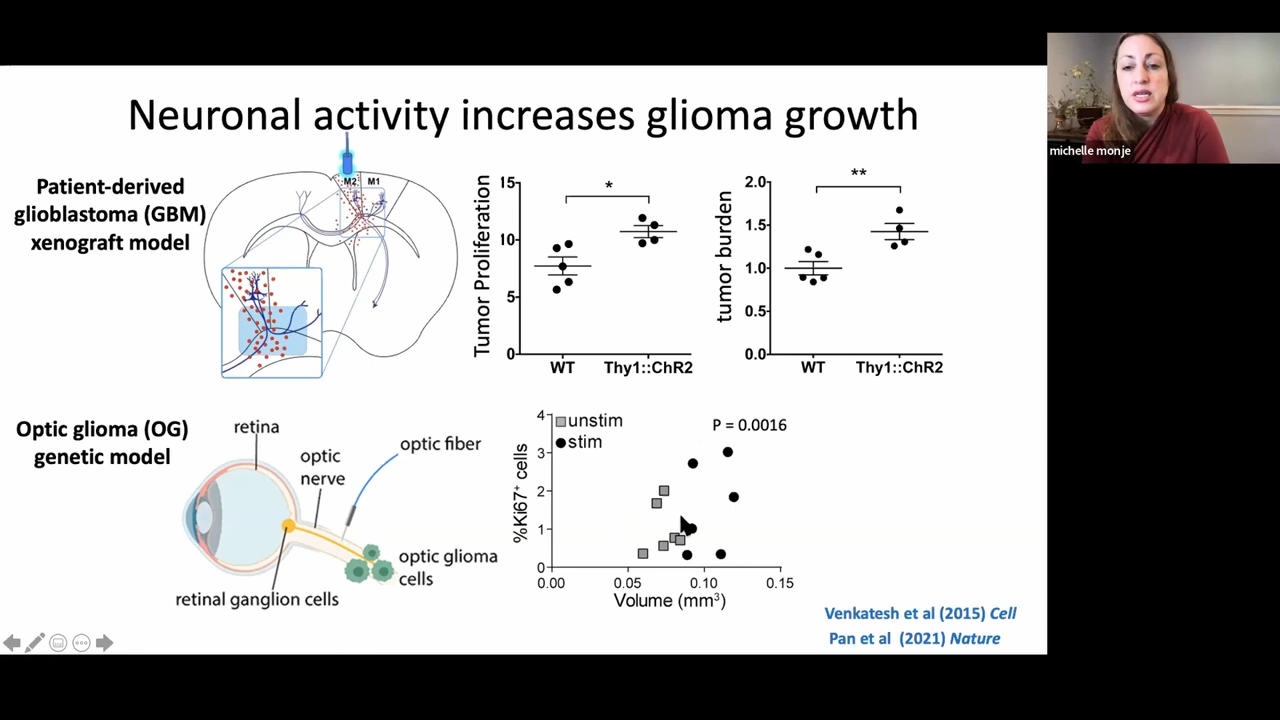 Neuronal activity increases glioma growth
michelle monje
Patient-derived
glioblastoma (GBM)
xenograft model
M2
M1
Tumor Proliferation
15
10
5
0
*
WT
Thy1::ChR2
tumor burden
2.0
1.5
1.0
0.5
0.0
**
WT
Thy1::ChR2
Optic glioma (OG)
genetic model
retina
optic
nerve
optic fiber
optic glioma
cells
retinal ganglion cells
%Ki67+ cells
4
3
2
1
0
unstim
stim
P = 0.0016
0.00
0.05
0.10
0.15
Volume (mm³)
Venkatesh et al (2015) Cell
Pan et al (2021) Nature